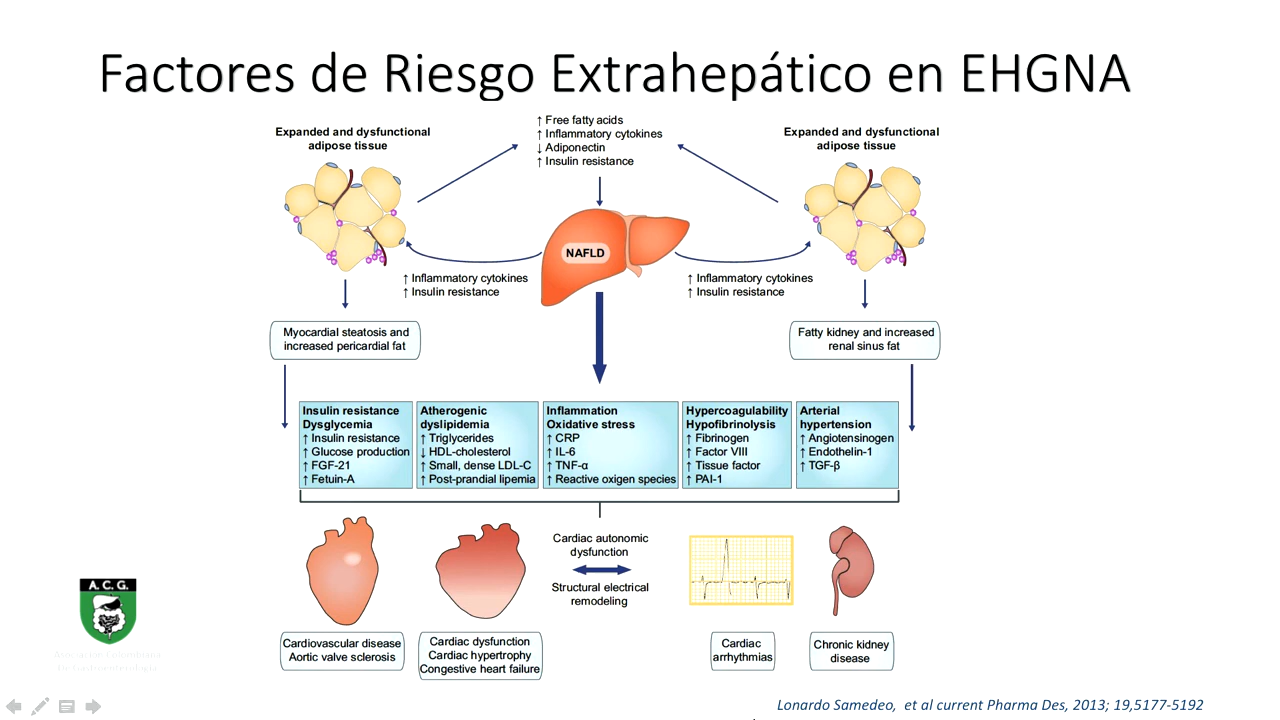 Factores de Riesgo Extrahepático en EHGNA
Expanded and dysfunctional
adipose tissue
↑ Free fatty acids
↑ Inflammatory cytokines
↓ Adiponectin
↑ Insulin resistance
Expanded and dysfunctional
adipose tissue
NAFLD
↑ Inflammatory cytokines
↑ Insulin resistance
↑ Inflammatory cytokines
↑ Insulin resistance
Myocardial steatosis and
increased pericardial fat
Fatty kidney and increased
renal sinus fat
Insulin resistance
Dysglycemia
↑ Insulin resistance
↑ Glucose production
↑ FGF-21
↑ Fetuin-A
Atherogenic
dyslipidemia
↑ Triglycerides
↓ HDL-cholesterol
↑ Small, dense LDL-C
↑ Post-prandial lipemia
Inflammation
Oxidative stress
↑ CRP
↑ IL-6
↑ TNF-α
↑ Reactive oxigen species
Hypercoagulability
Hypofibrinolysis
↑ Fibrinogen
↑ Factor VIII
↑ Tissue factor
↑ PAI-1
Arterial
hypertension
↑ Angiotensinogen
↑ Endothelin-1
↑ TGF-β
Cardiac autonomic
dysfunction
Structural electrical
remodeling
Cardiovascular disease
Aortic valve sclerosis
Cardiac dysfunction
Cardiac hypertrophy
Congestive heart failure
Cardiac
arrhythmias
Chronic kidney
disease
A.C.G.
Asociación Colombiana
de Gastroenterología
Lonardo Samedeo, et al current Pharma Des, 2013; 19,5177-5192